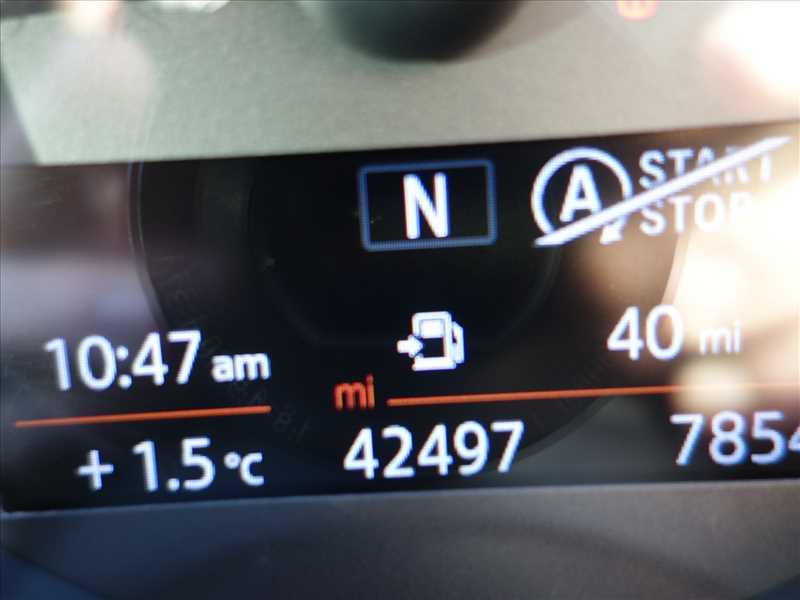 N
A START
STOP
10:47 am
40 mi
mi
+1.5 °C
42497
7854